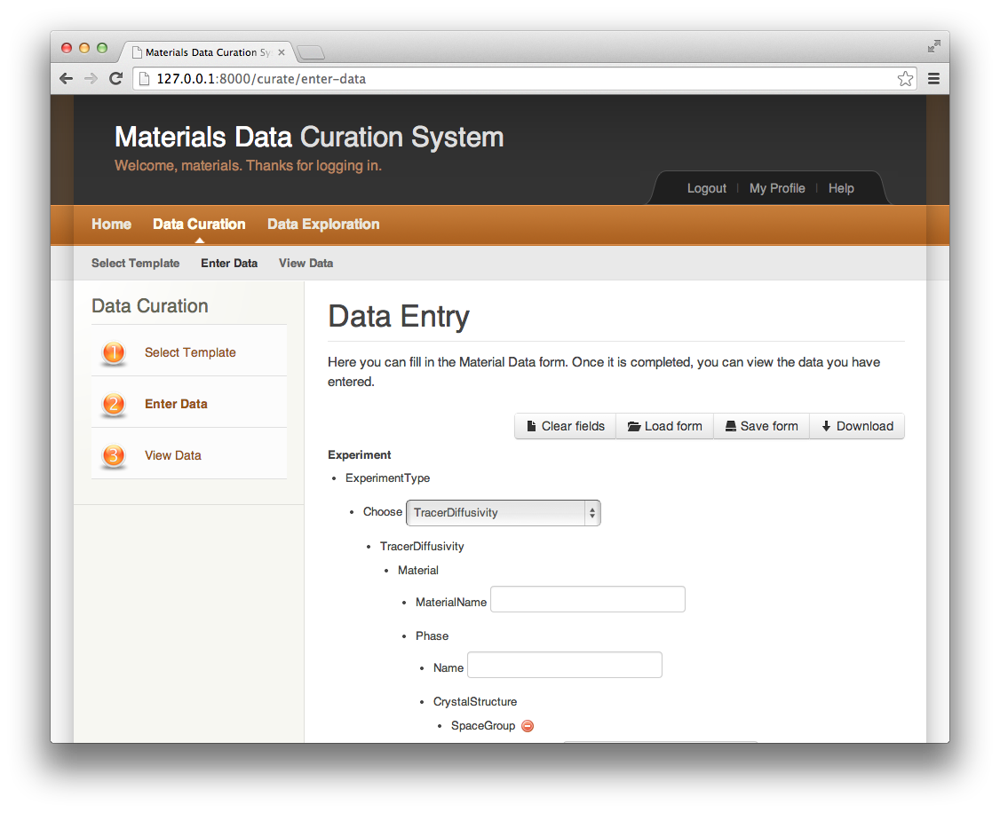 Materials Data Curation Sy
127.0.0.1:8000/curate/enter-data
Materials Data Curation System
Welcome, materials. Thanks for logging in.
Logout My Profile Help
Home Data Curation Data Exploration
Select Template Enter Data View Data
Data Curation
1 Select Template
2 Enter Data
3 View Data
Data Entry
Here you can fill in the Material Data form. Once it is completed, you can view the data you have
entered.
Clear fields Load form Save form Download
Experiment
ExperimentType
Choose TracerDiffusivity
TracerDiffusivity
Material
MaterialName
Phase
Name
CrystalStructure
SpaceGroup